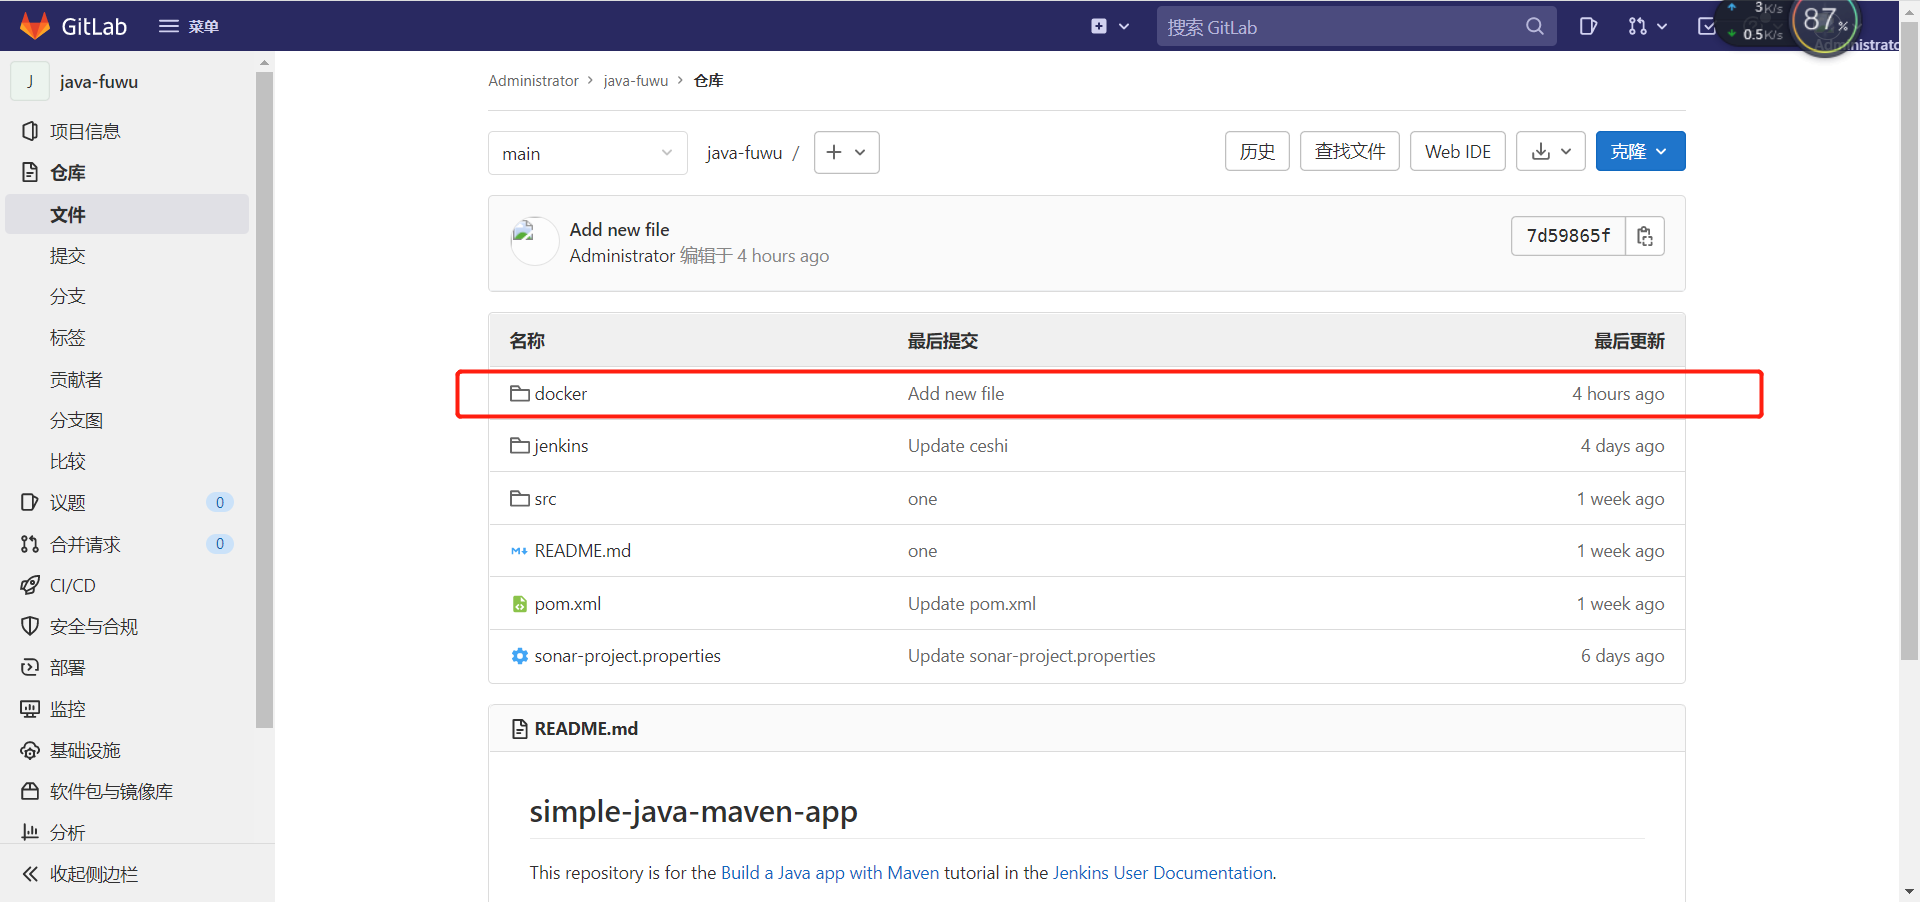 GitLab 菜单
搜索 GitLab
3K/s
0.5K/s
87%
J java-fuwu
项目信息
仓库
文件
提交
分支
标签
贡献者
分支图
比较
议题 0
合并请求 0
CI/CD
安全与合规
部署
监控
基础设施
软件包与镜像库
分析
收起侧边栏
Administrator > java-fuwu > 仓库
main java-fuwu / +
历史 查找文件 Web IDE 克隆
Add new file
Administrator 编辑于 4 hours ago
7d59865f
名称 最后提交 最后更新
docker Add new file 4 hours ago
jenkins Update ceshi 4 days ago
src one 1 week ago
README.md one 1 week ago
pom.xml Update pom.xml 1 week ago
sonar-project.properties Update sonar-project.properties 6 days ago
README.md
simple-java-maven-app
This repository is for the Build a Java app with Maven tutorial in the Jenkins User Documentation.